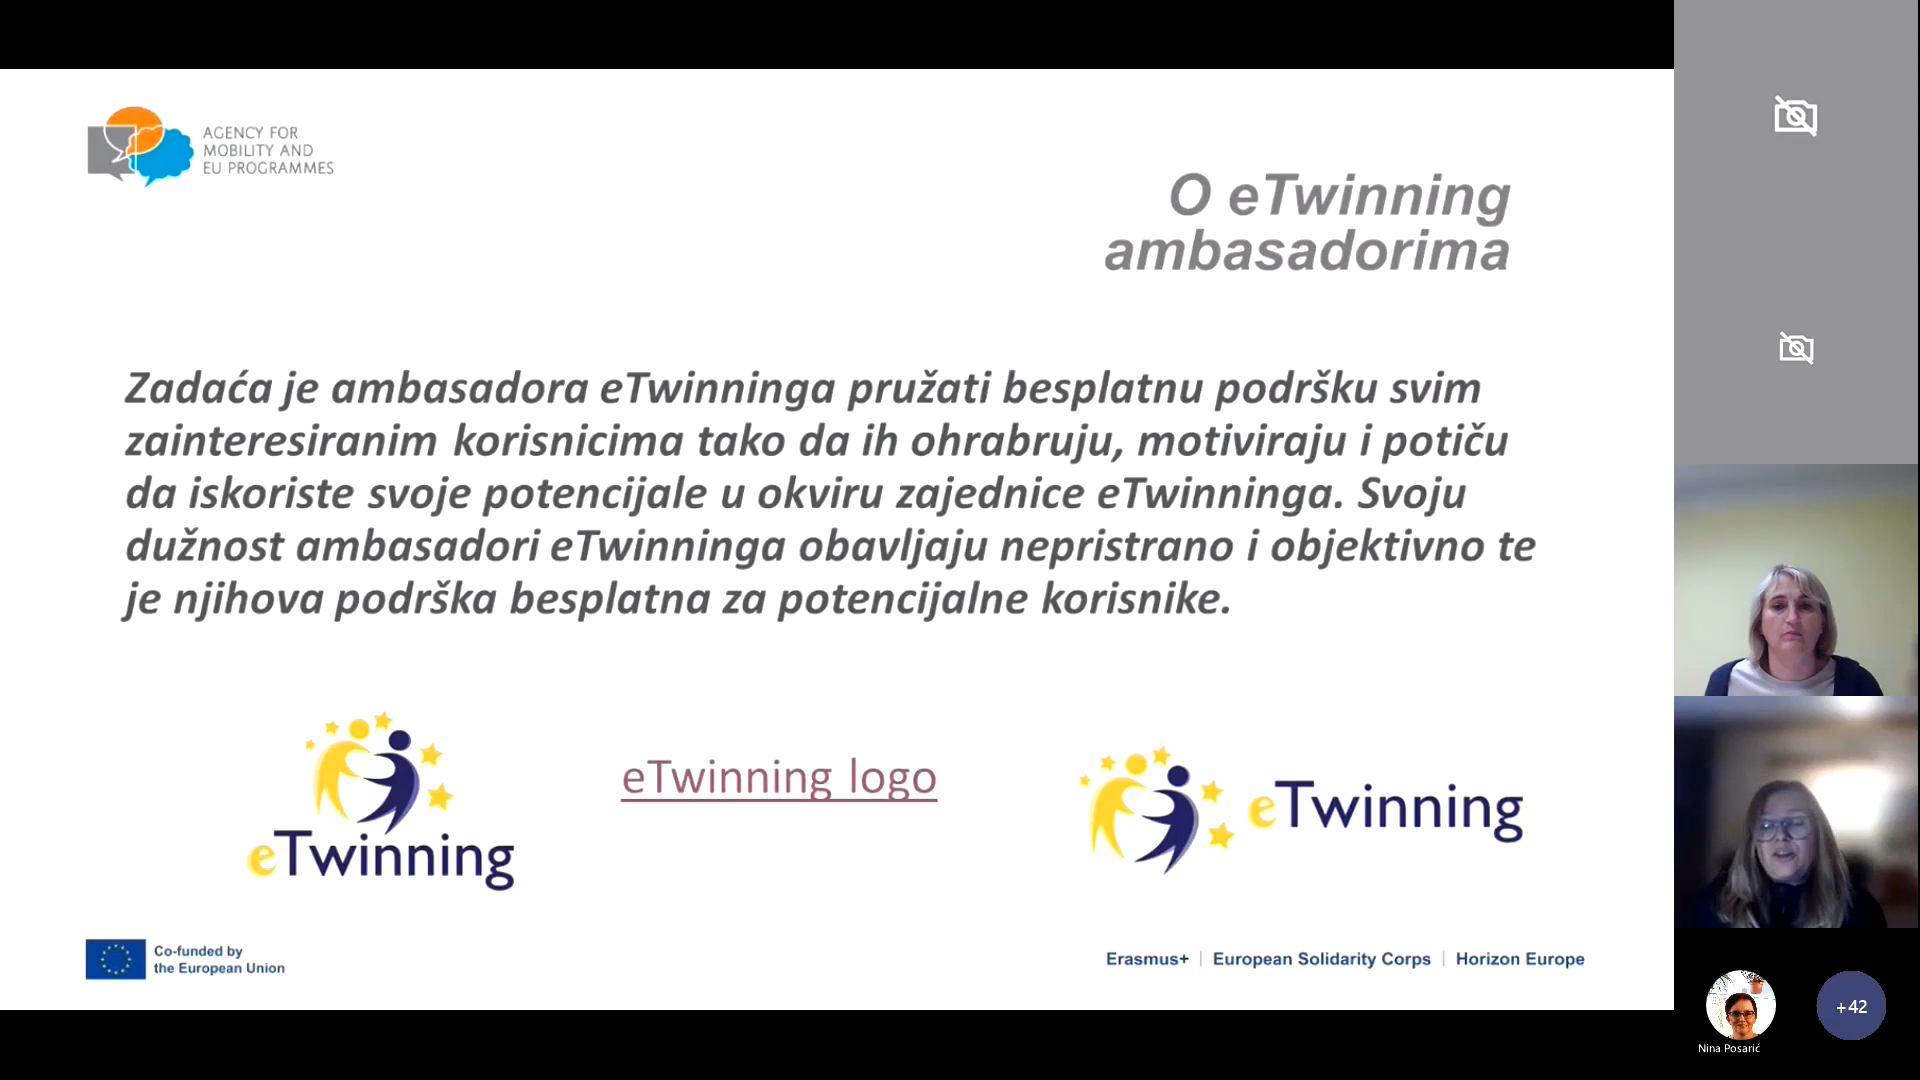 AGENCY FOR
MOBILITY AND
EU PROGRAMMES
O eTwinning
ambasadorima
Zadaća je ambasadora eTwinninga pružati besplatnu podršku svim
zainteresiranim korisnicima tako da ih ohrabruju, motiviraju i potiču
da iskoriste svoje potencijale u okviru zajednice eTwinninga. Svoju
dužnost ambasadori eTwinninga obavljaju nepristrano i objektivno te
je njihova podrška besplatna za potencijalne korisnike.
eTwinning
eTwinning logo
eTwinning
Co-funded by
the European Union
Erasmus+ | European Solidarity Corps | Horizon Europe
+42
Nina Posarić